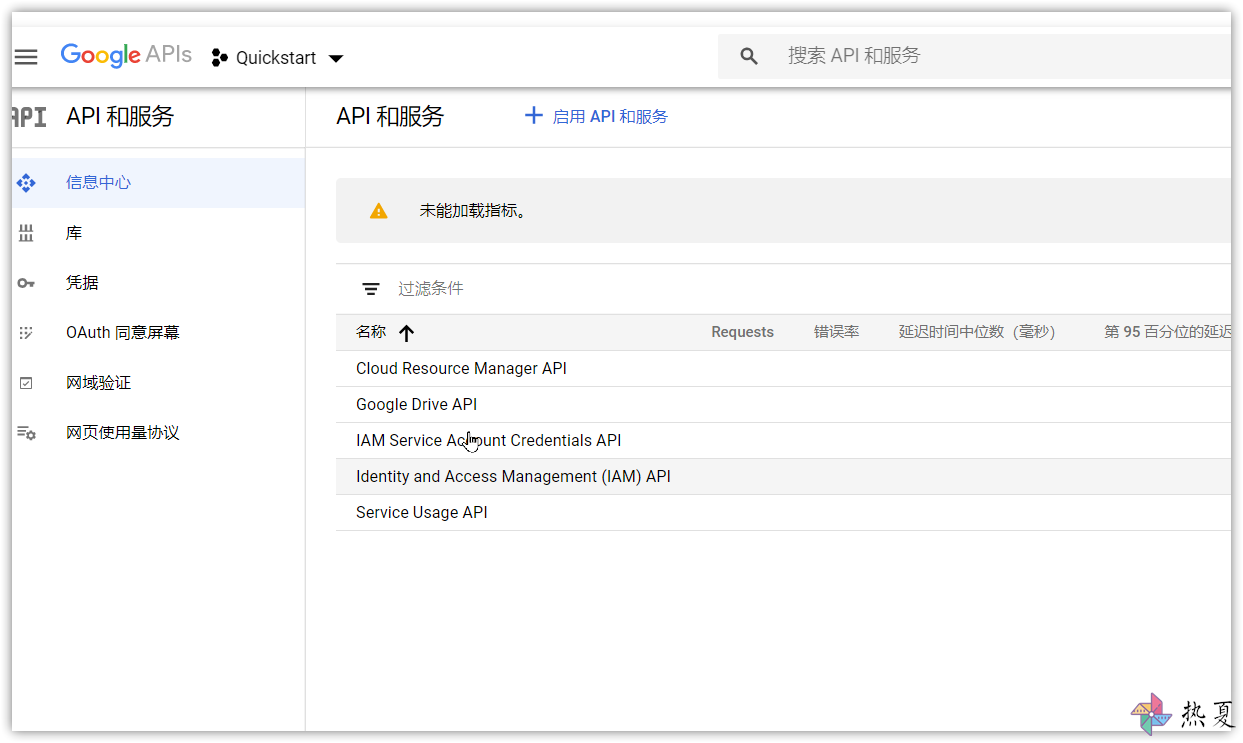 Google APIs
Quickstart
搜索 API 和服务
API
API 和服务
API 和服务
启用 API 和服务
信息中心
库
凭据
OAuth 同意屏幕
网域验证
网页使用量协议
未能加载指标。
过滤条件
名称 Requests 错误率 延迟时间中位数（毫秒） 第 95 百分位的延迟
Cloud Resource Manager API
Google Drive API
IAM Service Account Credentials API
Identity and Access Management (IAM) API
Service Usage API
热夏